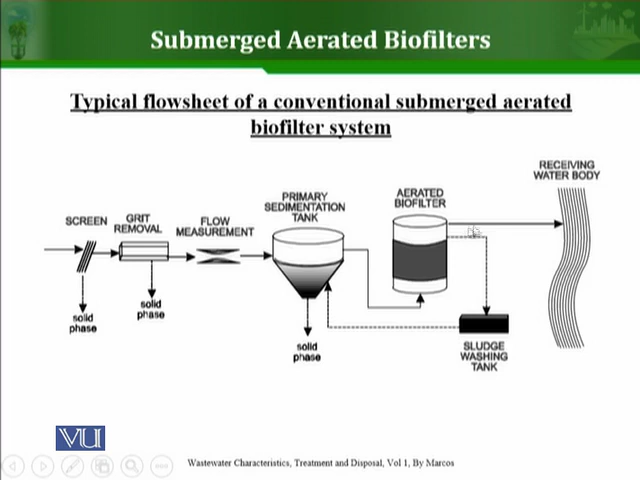 Submerged Aerated Biofilters
Typical flowsheet of a conventional submerged aerated
biofilter system
RECEIVING
WATER BODY
AERATED
BIOFILTER
PRIMARY
SEDIMENTATION
TANK
SCREEN
GRIT
REMOVAL
FLOW
MEASUREMENT
solid
phase
solid
phase
solid
phase
SLUDGE
WASHING
TANK
VU
Wastewater Characteristics, Treatment and Disposal, Vol 1, By Marcos